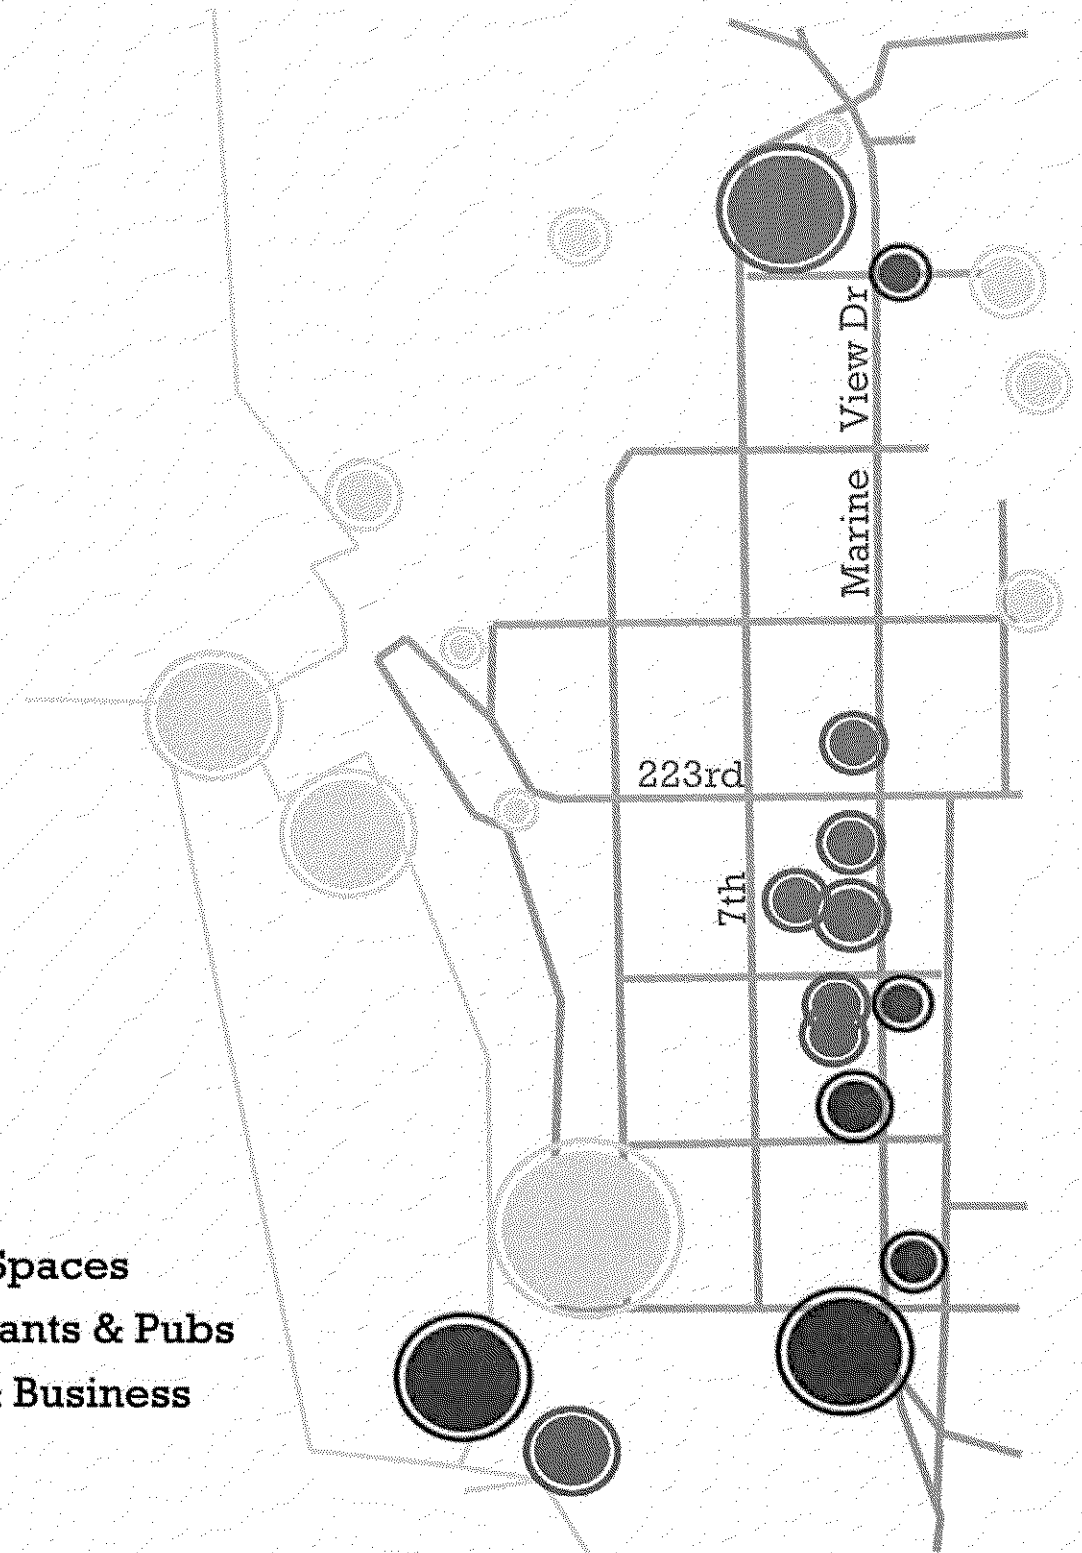 View Dr
Marine
223rd
7th
Spaces
ants & Pubs
Business